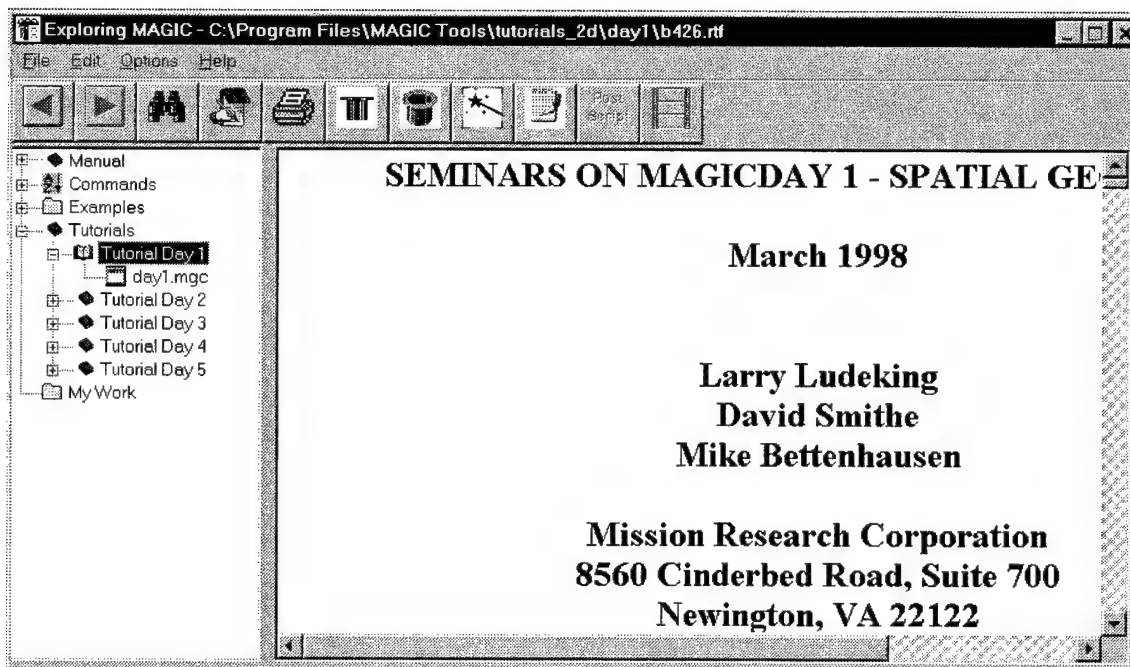 Exploring MAGIC - C:\Program Files\MAGIC Tools\tutorials_2d\day1\b426.rtf
File Edit Options Help
Post Script
Manual
Commands
Examples
Tutorials
Tutorial Day 1
day1.mgc
Tutorial Day 2
Tutorial Day 3
Tutorial Day 4
Tutorial Day 5
My Work
SEMINARS ON MAGICDAY 1 - SPATIAL GE
March 1998
Larry Ludeking
David Smithe
Mike Bettenhausen
Mission Research Corporation
8560 Cinderbed Road, Suite 700
Newington, VA 22122